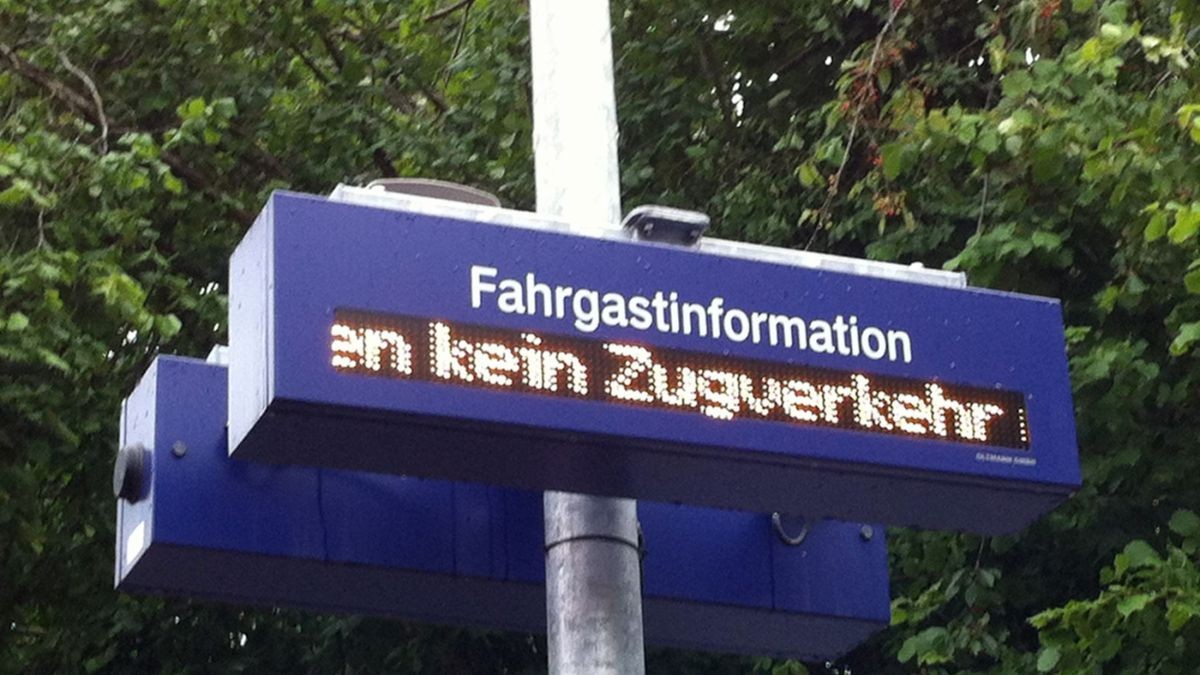 Fahrgastinformation
en kein Zugverkehr